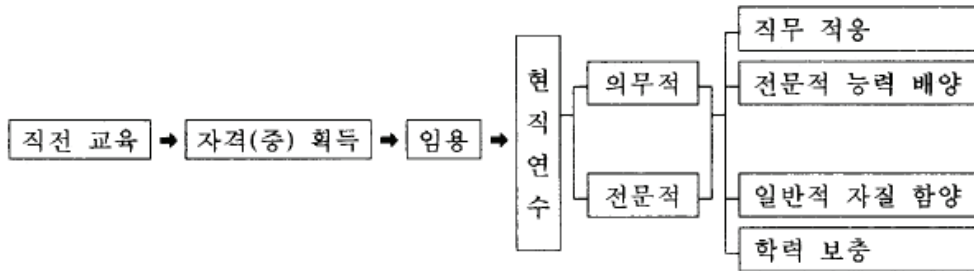 직전 교육 → 자격(증) 획득 → 임용 →
현직연수
의무적
전문적
직무 적응
전문적 능력 배양
일반적 자질 함양
학력 보충